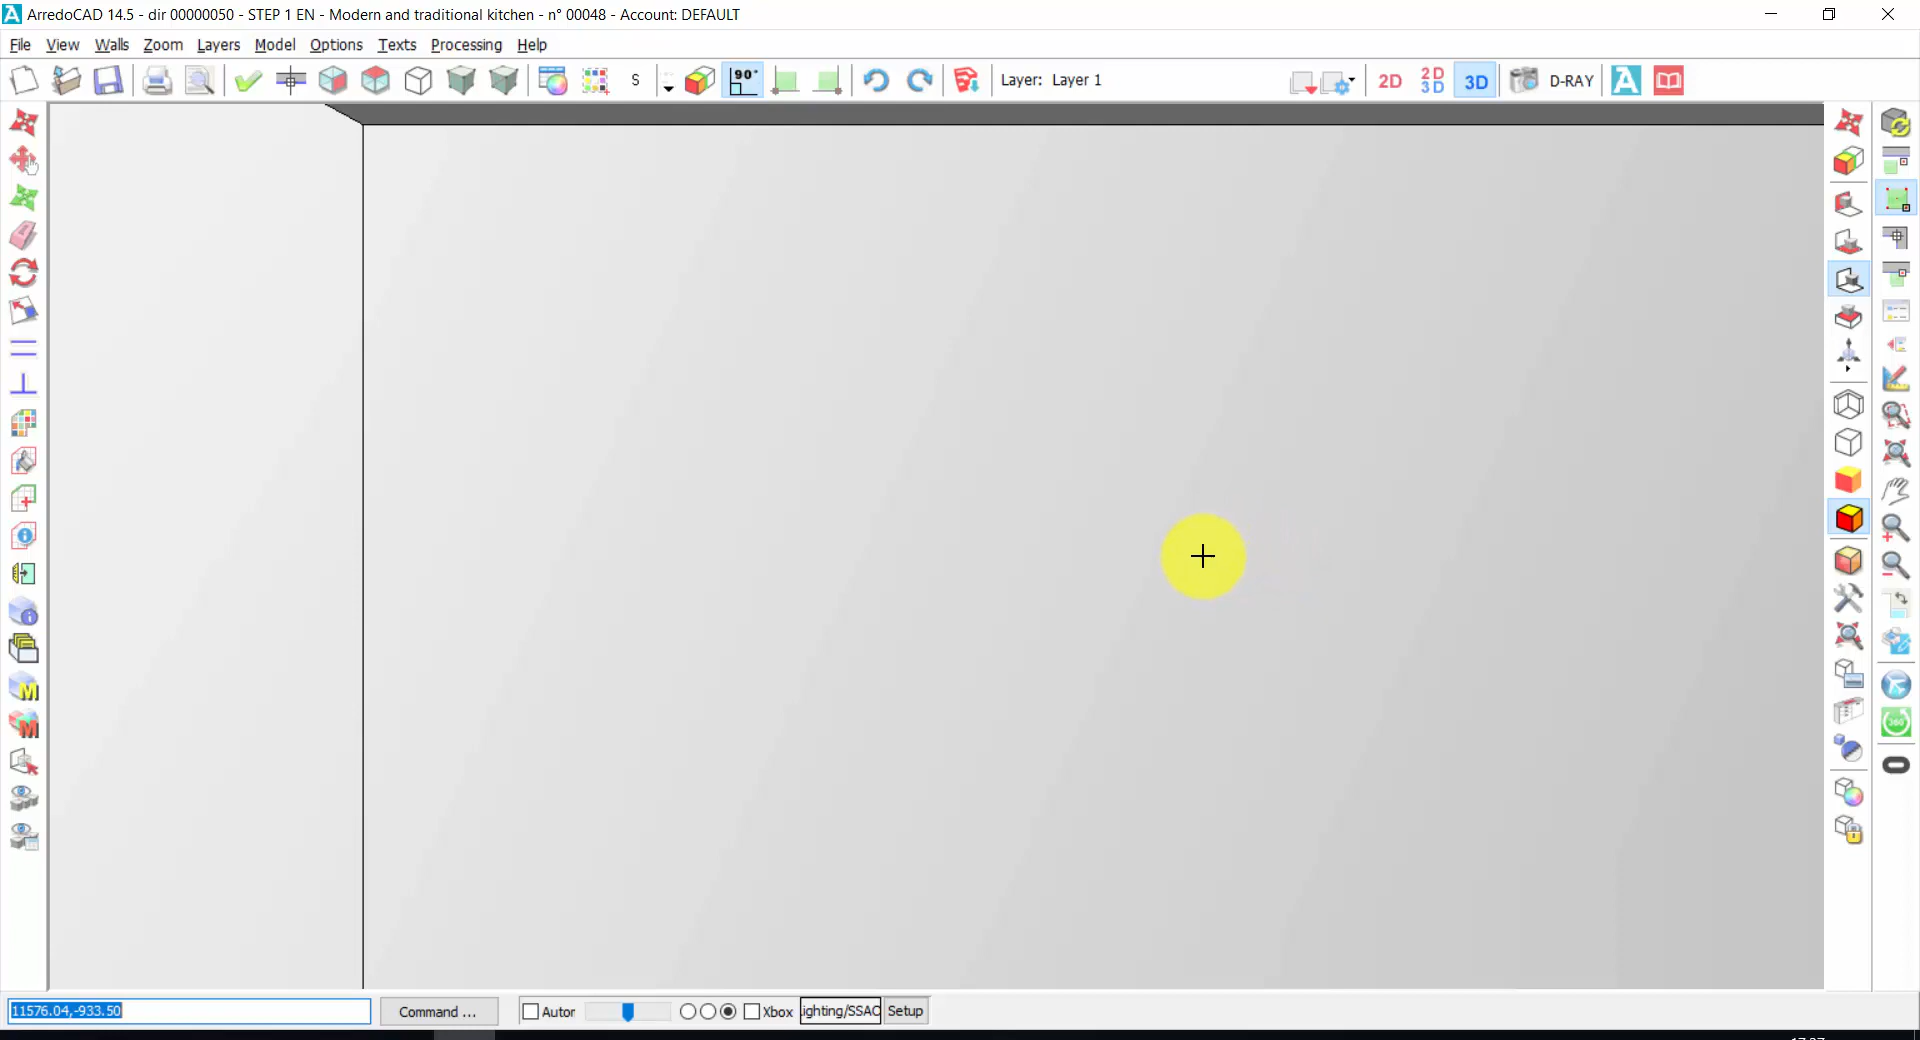 ArredoCAD 14.5 - dir 00000050 - STEP 1 EN - Modern and traditional kitchen - n° 00048 - Account: DEFAULT
File View Walls Zoom Layers Model Options Texts Processing Help
S 90° Layer: Layer 1 2D 2D 3D 3D D-RAY A
M
M
360
11576.04,-933.50 Command ... Autor Xbox ighting/SSAO Setup